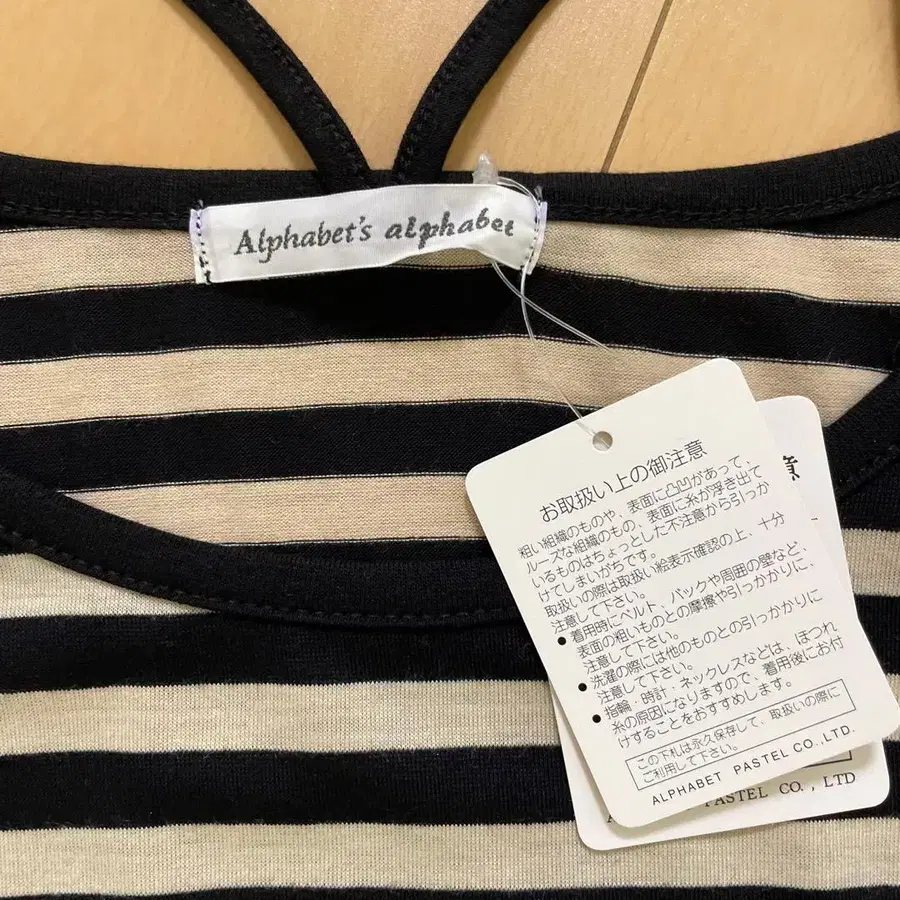 Alphabet's alphabet
お取扱い上の御注意
粗い組織のものや、表面に凸凹があって、
ルーズな組織のもの、表面に糸が浮き出て
いるものはちょっとした不注意から引っか
けてしまいがちです。
取扱いの際は取扱い絵表示確認の上、十分
注意して下さい。
●着用時にベルト、バックや周囲の壁など、
表面の粗いものとの摩擦や引っかかりに、
注意して下さい。
●洗濯の際には他のものとの引っかかりに
注意して下さい。
●指輪・時計・ネックレスなどは、ほつれ
糸の原因になりますので、着用後にお付
けすることをおすすめします。
この下札は永久保存して、取扱いの際に
ご利用して下さい。
ALPHABET PASTEL CO.,LTD.
意
PASTEL CO., LTD